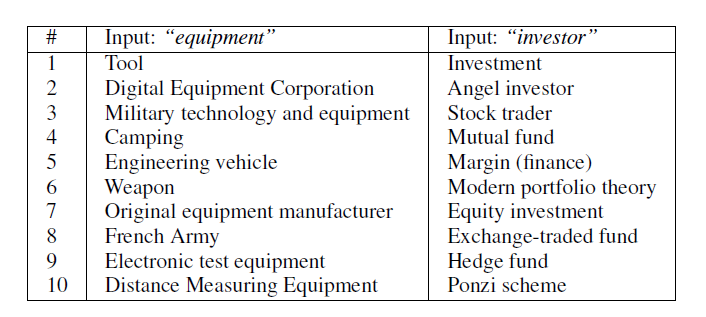 # Input: “equipment” Input: “investor”
1 Tool Investment
2 Digital Equipment Corporation Angel investor
3 Military technology and equipment Stock trader
4 Camping Mutual fund
5 Engineering vehicle Margin (finance)
6 Weapon Modern portfolio theory
7 Original equipment manufacturer Equity investment
8 French Army Exchange-traded fund
9 Electronic test equipment Hedge fund
10 Distance Measuring Equipment Ponzi scheme